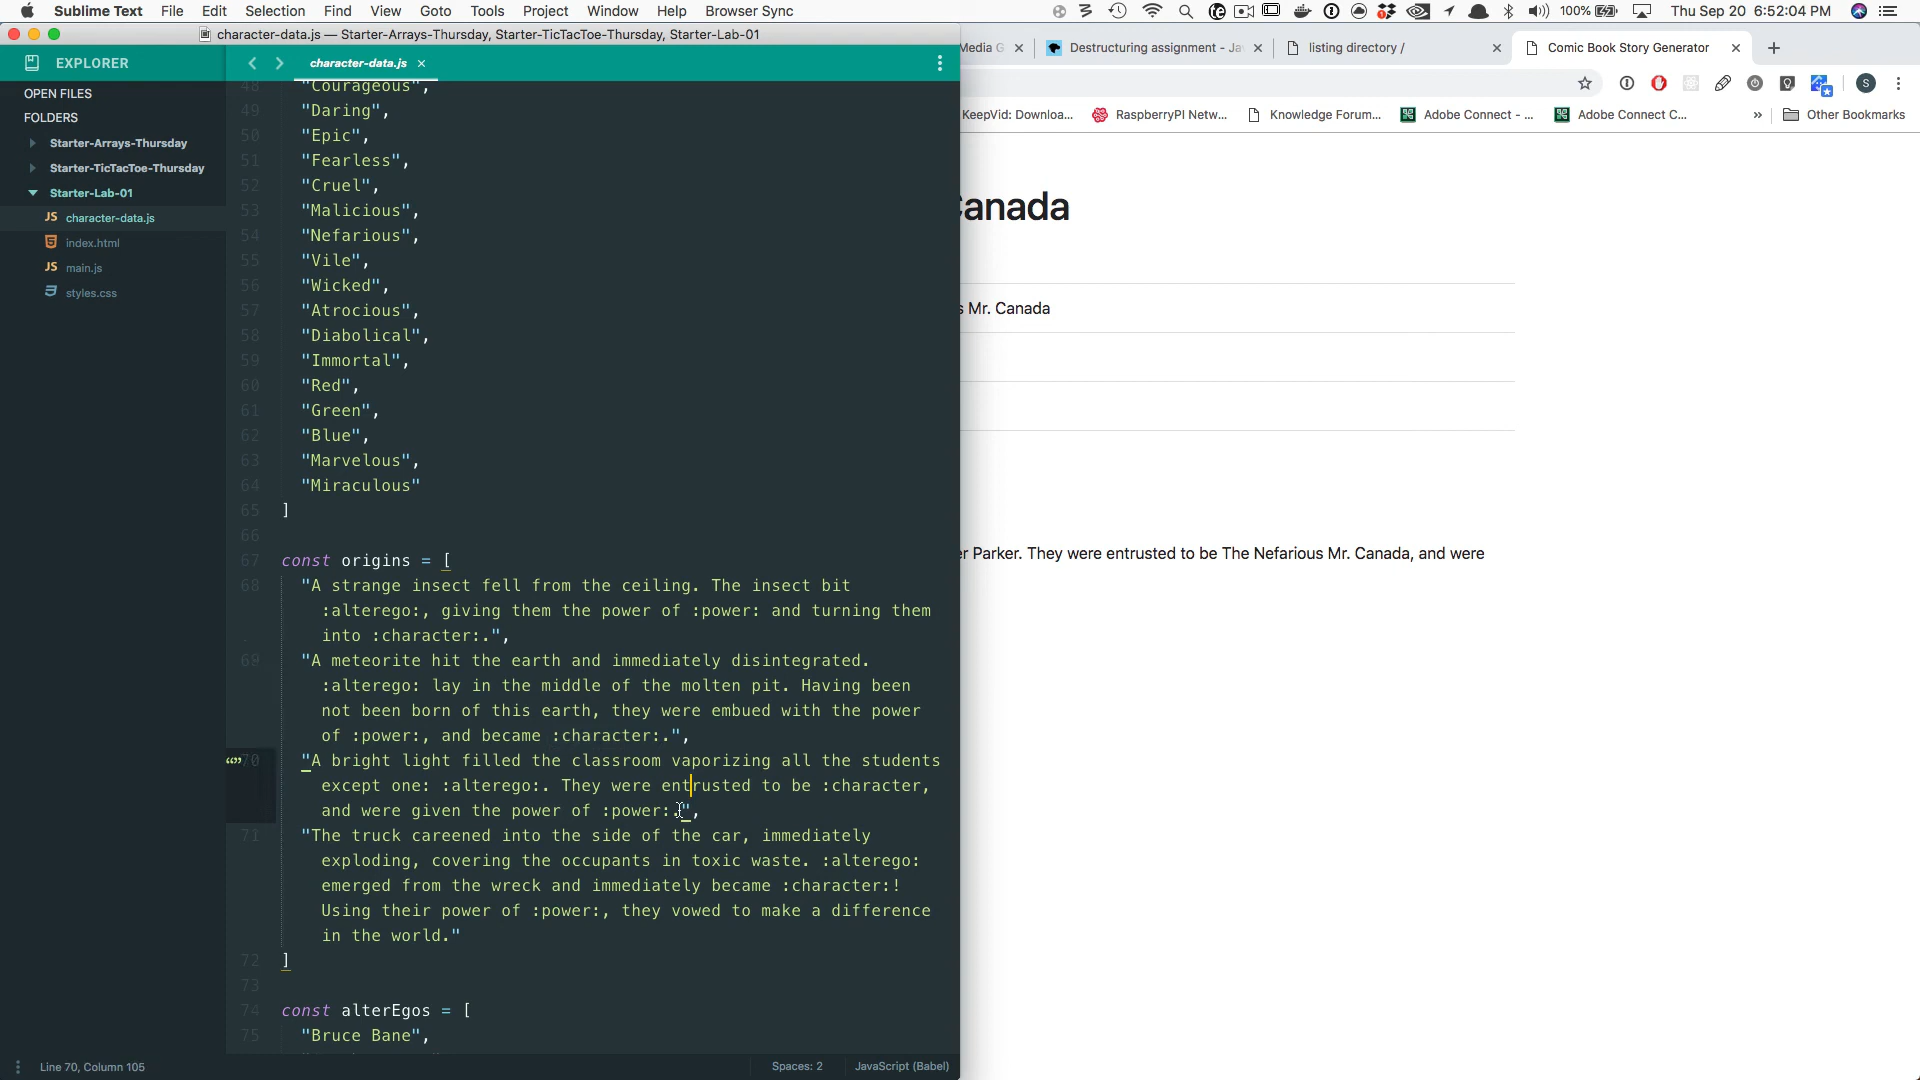 Sublime Text File Edit Selection Find View Goto Tools Project Window Help Browser Sync
100% Thu Sep 20 6:52:04 PM
character-data.js — Starter-Arrays-Thursday, Starter-TicTacToe-Thursday, Starter-Lab-01
Media G
Destructuring assignment - Ja
listing directory /
Comic Book Story Generator
S
KeepVid: Downloa...
RaspberryPI Netw...
Knowledge Forum...
Adobe Connect - ...
Adobe Connect C...
»
Other Bookmarks
EXPLORER
OPEN FILES
FOLDERS
Starter-Arrays-Thursday
Starter-TicTacToe-Thursday
Starter-Lab-01
JS character-data.js
index.html
JS main.js
styles.css
character-data.js
48 "Courageous",
49 "Daring",
50 "Epic",
51 "Fearless",
52 "Cruel",
53 "Malicious",
54 "Nefarious",
55 "Vile",
56 "Wicked",
57 "Atrocious",
58 "Diabolical",
59 "Immortal",
60 "Red",
61 "Green",
62 "Blue",
63 "Marvelous",
64 "Miraculous"
65 ]
66
67 const origins = [
68 "A strange insect fell from the ceiling. The insect bit
:alterego:, giving them the power of :power: and turning them
into :character:.",
69 "A meteorite hit the earth and immediately disintegrated.
:alterego: lay in the middle of the molten pit. Having been
not been born of this earth, they were embued with the power
of :power:, and became :character:.",
70 "A bright light filled the classroom vaporizing all the students
except one: :alterego:. They were entrusted to be :character,
and were given the power of :power:.",
71 "The truck careened into the side of the car, immediately
exploding, covering the occupants in toxic waste. :alterego:
emerged from the wreck and immediately became :character:!
Using their power of :power:, they vowed to make a difference
in the world."
72 ]
73
74 const alterEgos = [
75 "Bruce Bane",
Line 70, Column 105
Spaces: 2
JavaScript (Babel)
Canada
s Mr. Canada
er Parker. They were entrusted to be The Nefarious Mr. Canada, and were